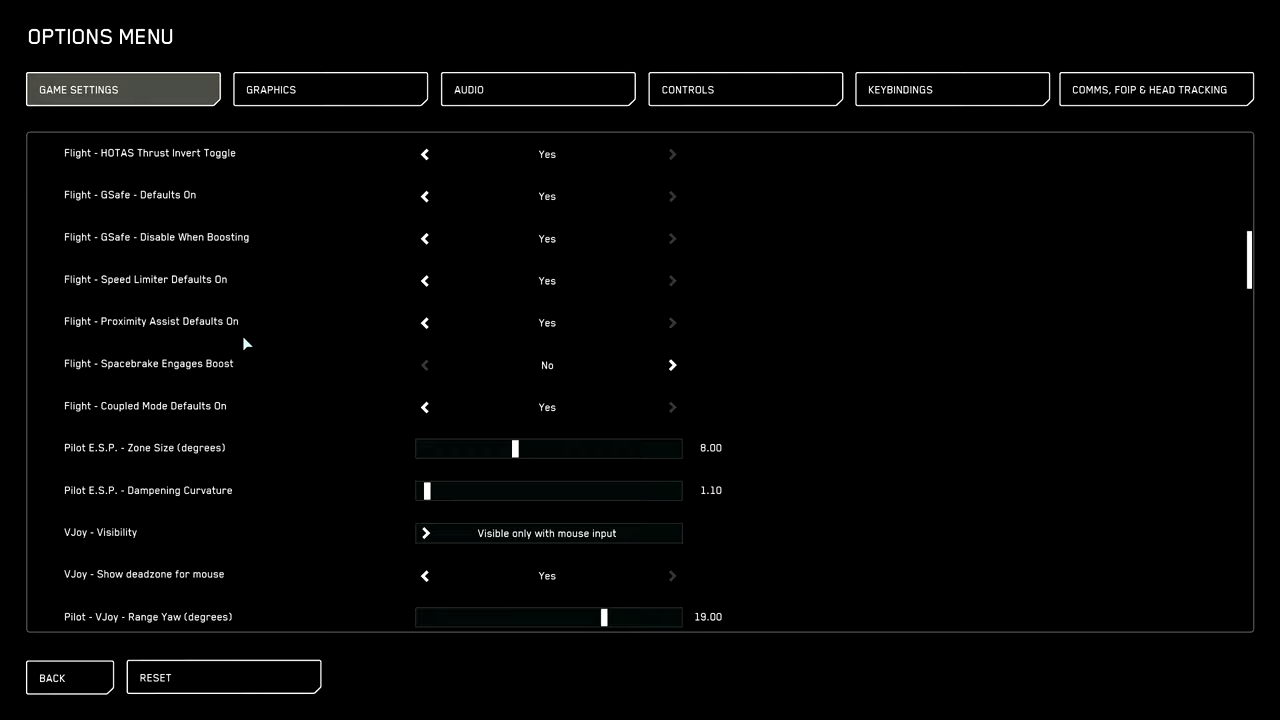 OPTIONS MENU
GAME SETTINGS
GRAPHICS
AUDIO
CONTROLS
KEYBINDINGS
COMMS, FOIP & HEAD TRACKING
Flight - HOTAS Thrust Invert Toggle Yes
Flight - GSafe - Defaults On Yes
Flight - GSafe - Disable When Boosting Yes
Flight - Speed Limiter Defaults On Yes
Flight - Proximity Assist Defaults On Yes
Flight - Spacebrake Engages Boost No
Flight - Coupled Mode Defaults On Yes
Pilot E.S.P. - Zone Size (degrees) 8.00
Pilot E.S.P. - Dampening Curvature 1.10
VJoy - Visibility Visible only with mouse input
VJoy - Show deadzone for mouse Yes
Pilot - VJoy - Range Yaw (degrees) 19.00
BACK
RESET